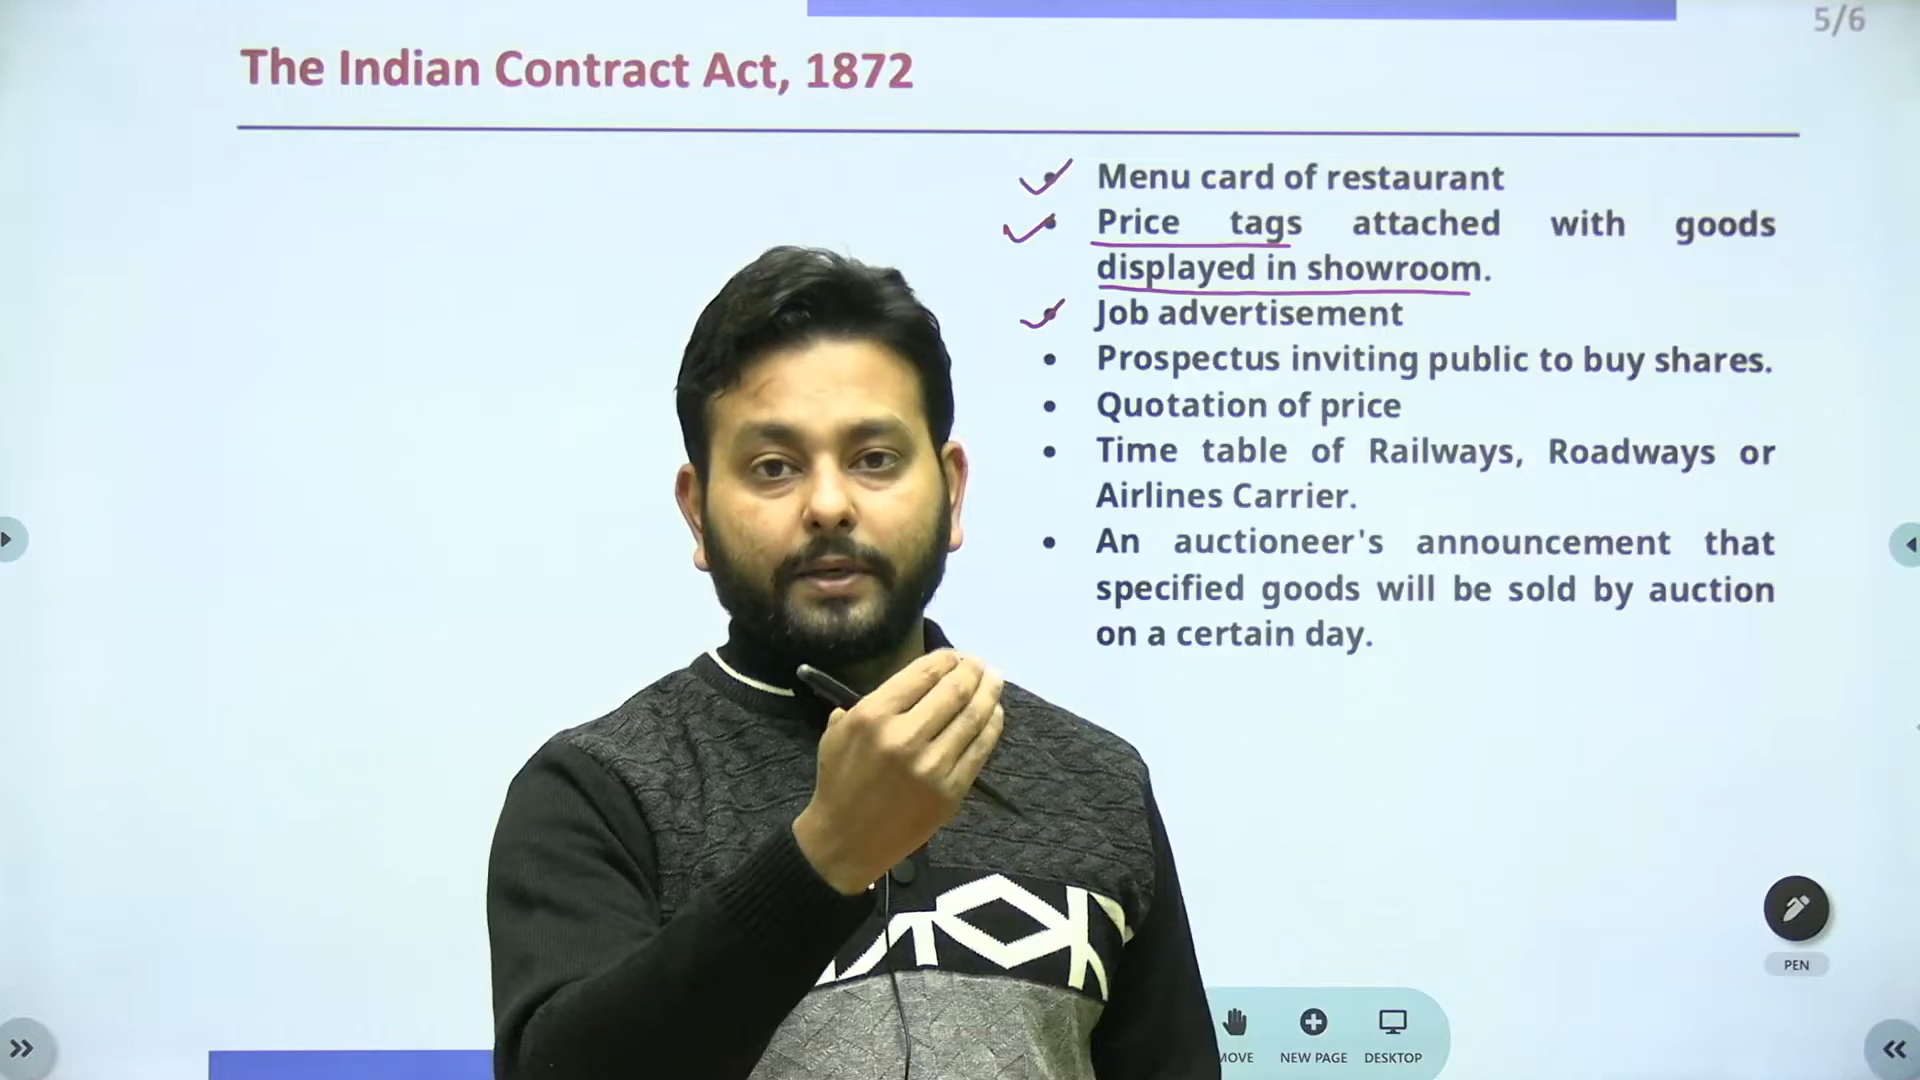 5/6
The Indian Contract Act, 1872
• Menu card of restaurant
• Price tags attached with goods
displayed in showroom.
• Job advertisement
• Prospectus inviting public to buy shares.
• Quotation of price
• Time table of Railways, Roadways or
Airlines Carrier.
• An auctioneer's announcement that
specified goods will be sold by auction
on a certain day.
PEN
MOVE NEW PAGE DESKTOP